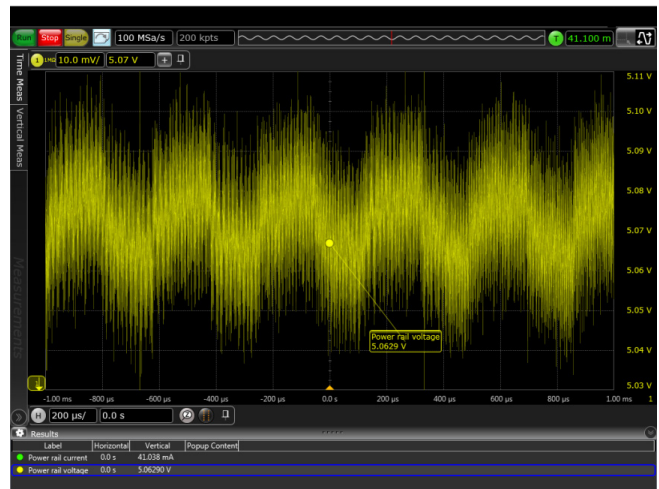 Run Stop Single 100 MSa/s 200 kpts T 41.100 m
Time Meas
Vertical Meas
Measurements
1 1MΩ 10.0 mV/ 5.07 V +
5.11 V
5.10 V
5.09 V
5.08 V
5.07 V
5.06 V
5.05 V
5.04 V
5.03 V
Power rail voltage
5.0629 V
-1.00 ms -800 µs -600 µs -400 µs -200 µs 0.0 s 200 µs 400 µs 600 µs 800 µs 1.00 ms 1
H 200 µs/ 0.0 s
Results
Label Horizontal Vertical Popup Content
Power rail current 0.0 s 41.038 mA
Power rail voltage 0.0 s 5.06290 V